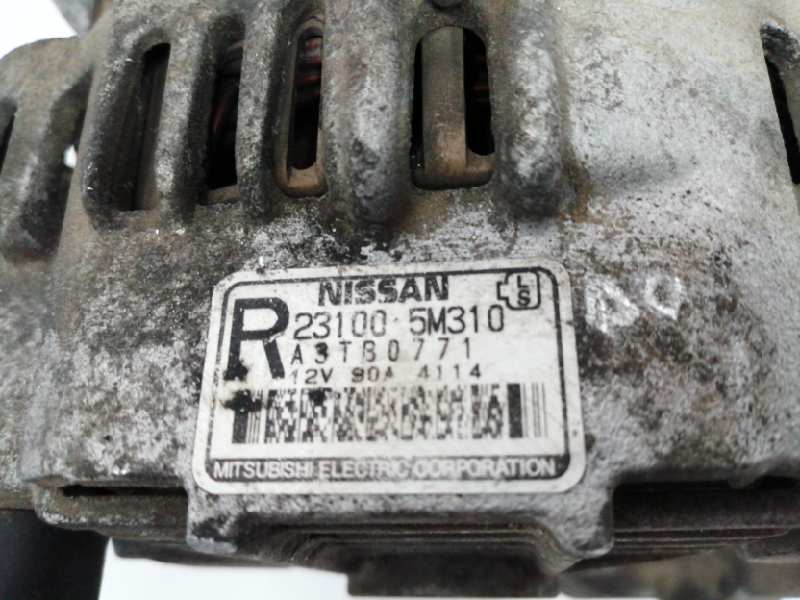 NISSAN
R
23100-5M310
L
S
A3TB0771
12V 90A 4114
MITSUBISHI ELECTRIC CORPORATION